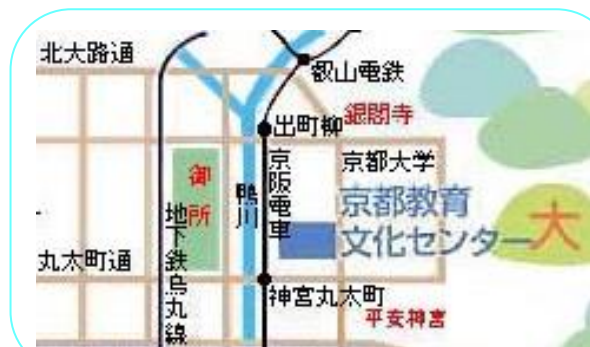 北大路通
叡山電鉄
出町柳
銀閣寺
京都大学
御所
鴨川
京阪電車
地下鉄烏丸線
京都教育
文化センター
大
丸太町通
神宮丸太町
平安神宮